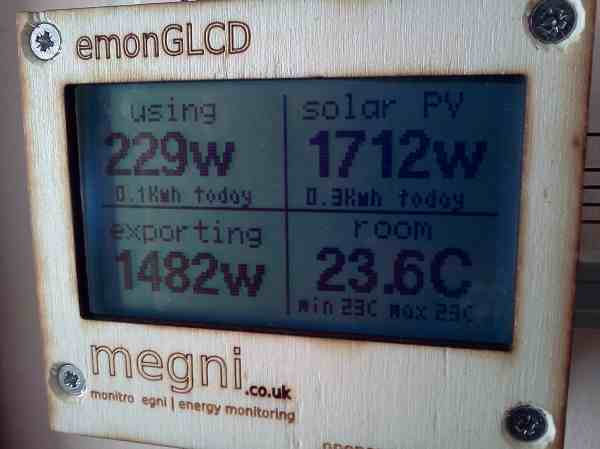 emonGLCD
using
229w
0.1Kwh today
solar PV
1712w
0.3Kwh today
exporting
1482w
room
23.6C
min 23C max 23C
megni.co.uk
monitro egni | energy monitoring